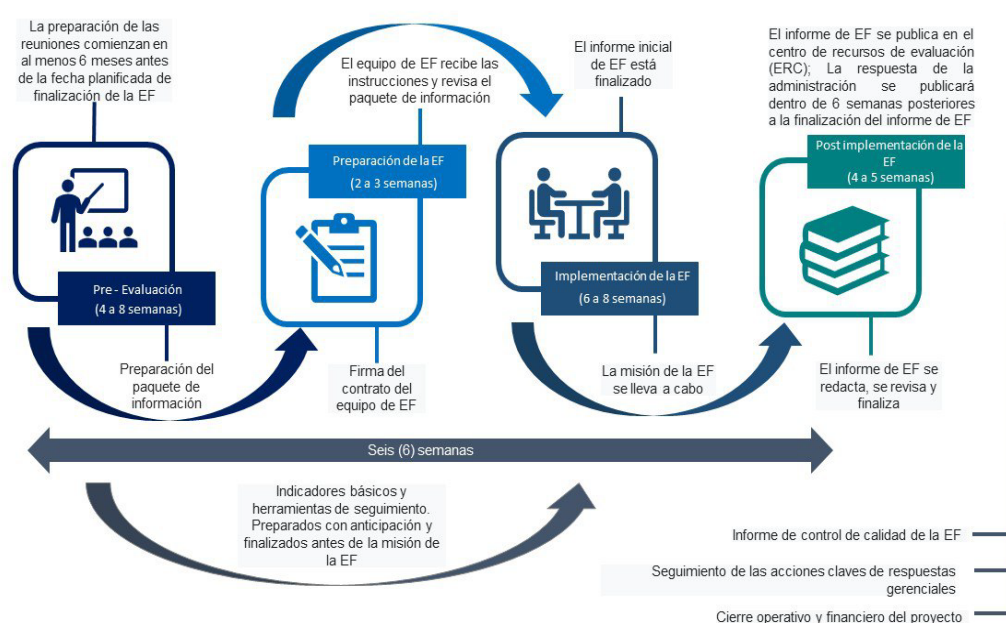 La preparación de las
reuniones comienzan en
al menos 6 meses antes
de la fecha planificada de
finalización de la EF
Pre - Evaluación
(4 a 8 semanas)
Preparación del
paquete de
información
El equipo de EF recibe las
instrucciones y revisa el
paquete de información
Preparación de la EF
(2 a 3 semanas)
Firma del
contrato del
equipo de EF
El informe inicial
de EF está
finalizado
Implementación de la EF
(6 a 8 semanas)
La misión de la EF
se lleva a cabo
El informe de EF se publica en el
centro de recursos de evaluación
(ERC); La respuesta de la
administración se publicará
dentro de 6 semanas posteriores
a la finalización del informe de EF
Post implementación de la
EF
(4 a 5 semanas)
El informe de EF se
redacta, se revisa y
finaliza
Seis (6) semanas
Indicadores básicos y
herramientas de seguimiento.
Preparados con anticipación y
finalizados antes de la misión de
la EF
Informe de control de calidad de la EF
Seguimiento de las acciones claves de respuestas
gerenciales
Cierre operativo y financiero del proyecto